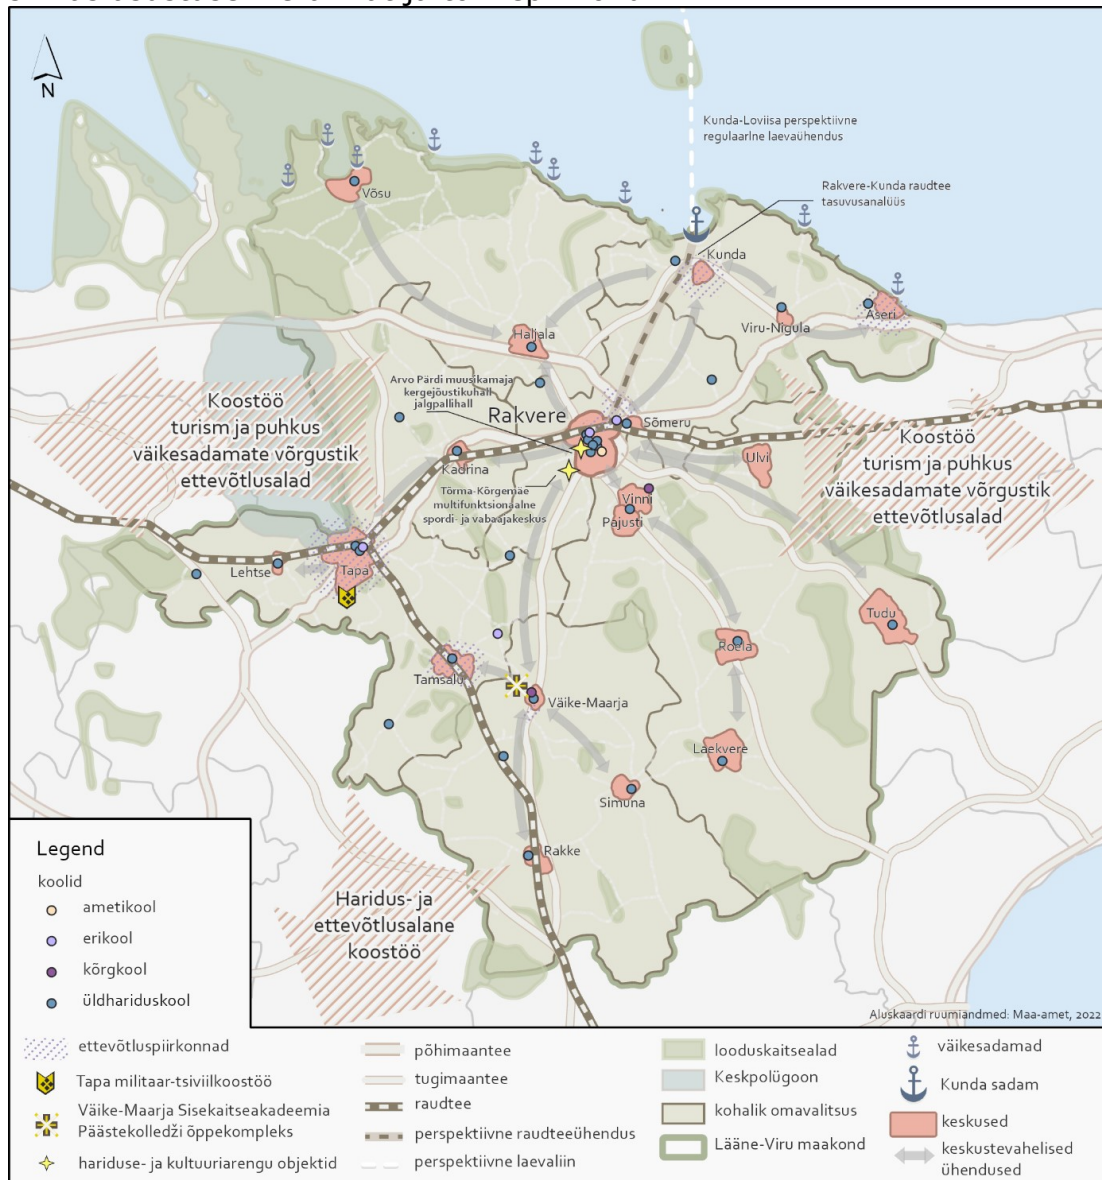 N
Kunda-Loviisa perspektiivne
regulaarlne laevaühendus
Rakvere-Kunda raudtee
tasuvusanalüüs
Võsu
Kunda
Viru-Nigula
Aseri
Haljala
Arvo Pärdi muusikamaja
kergejõustikuhall
jalgpallihall
Rakvere
Sõmeru
Koostöö
turism ja puhkus
väikesadamate võrgustik
ettevõtlusalad
Koostöö
turism ja puhkus
väikesadamate võrgustik
ettevõtlusalad
Kadrina
Ulvi
Tõrma-Kõrgemäe
multifunktsionaalne
spordi- ja vabaajakeskus
Vinni
Pajusti
Lehtse
Tapa
Tudu
Roela
Tamsalu
Väike-Maarja
Laekvere
Simuna
Rakke
Haridus- ja
ettevõtlusalane
koostöö
Aluskaardi ruumiandmed: Maa-amet, 2022
Legend
koolid
ametikool
erikool
kõrgkool
üldhariduskool
ettevõtluspiirkonnad
Tapa militaar-tsiviilkoostöö
Väike-Maarja Sisekaitseakadeemia
Päästekolledži õppekompleks
hariduse- ja kultuuriarengu objektid
põhimaantee
tugimaantee
raudtee
perspektiivne raudteeühendus
perspektiivne laevaliin
looduskaitsealad
Keskpolügoon
kohalik omavalitsus
Lääne-Viru maakond
väikesadamad
Kunda sadam
keskused
keskustevahelised
ühendused